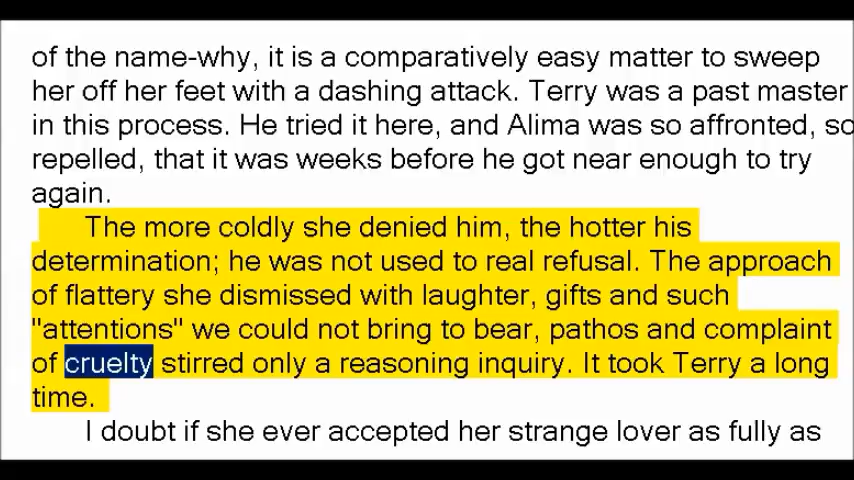 of the name-why, it is a comparatively easy matter to sweep
her off her feet with a dashing attack. Terry was a past master
in this process. He tried it here, and Alima was so affronted, so
repelled, that it was weeks before he got near enough to try
again.
The more coldly she denied him, the hotter his
determination; he was not used to real refusal. The approach
of flattery she dismissed with laughter, gifts and such
"attentions" we could not bring to bear, pathos and complaint
of cruelty stirred only a reasoning inquiry. It took Terry a long
time.
I doubt if she ever accepted her strange lover as fully as